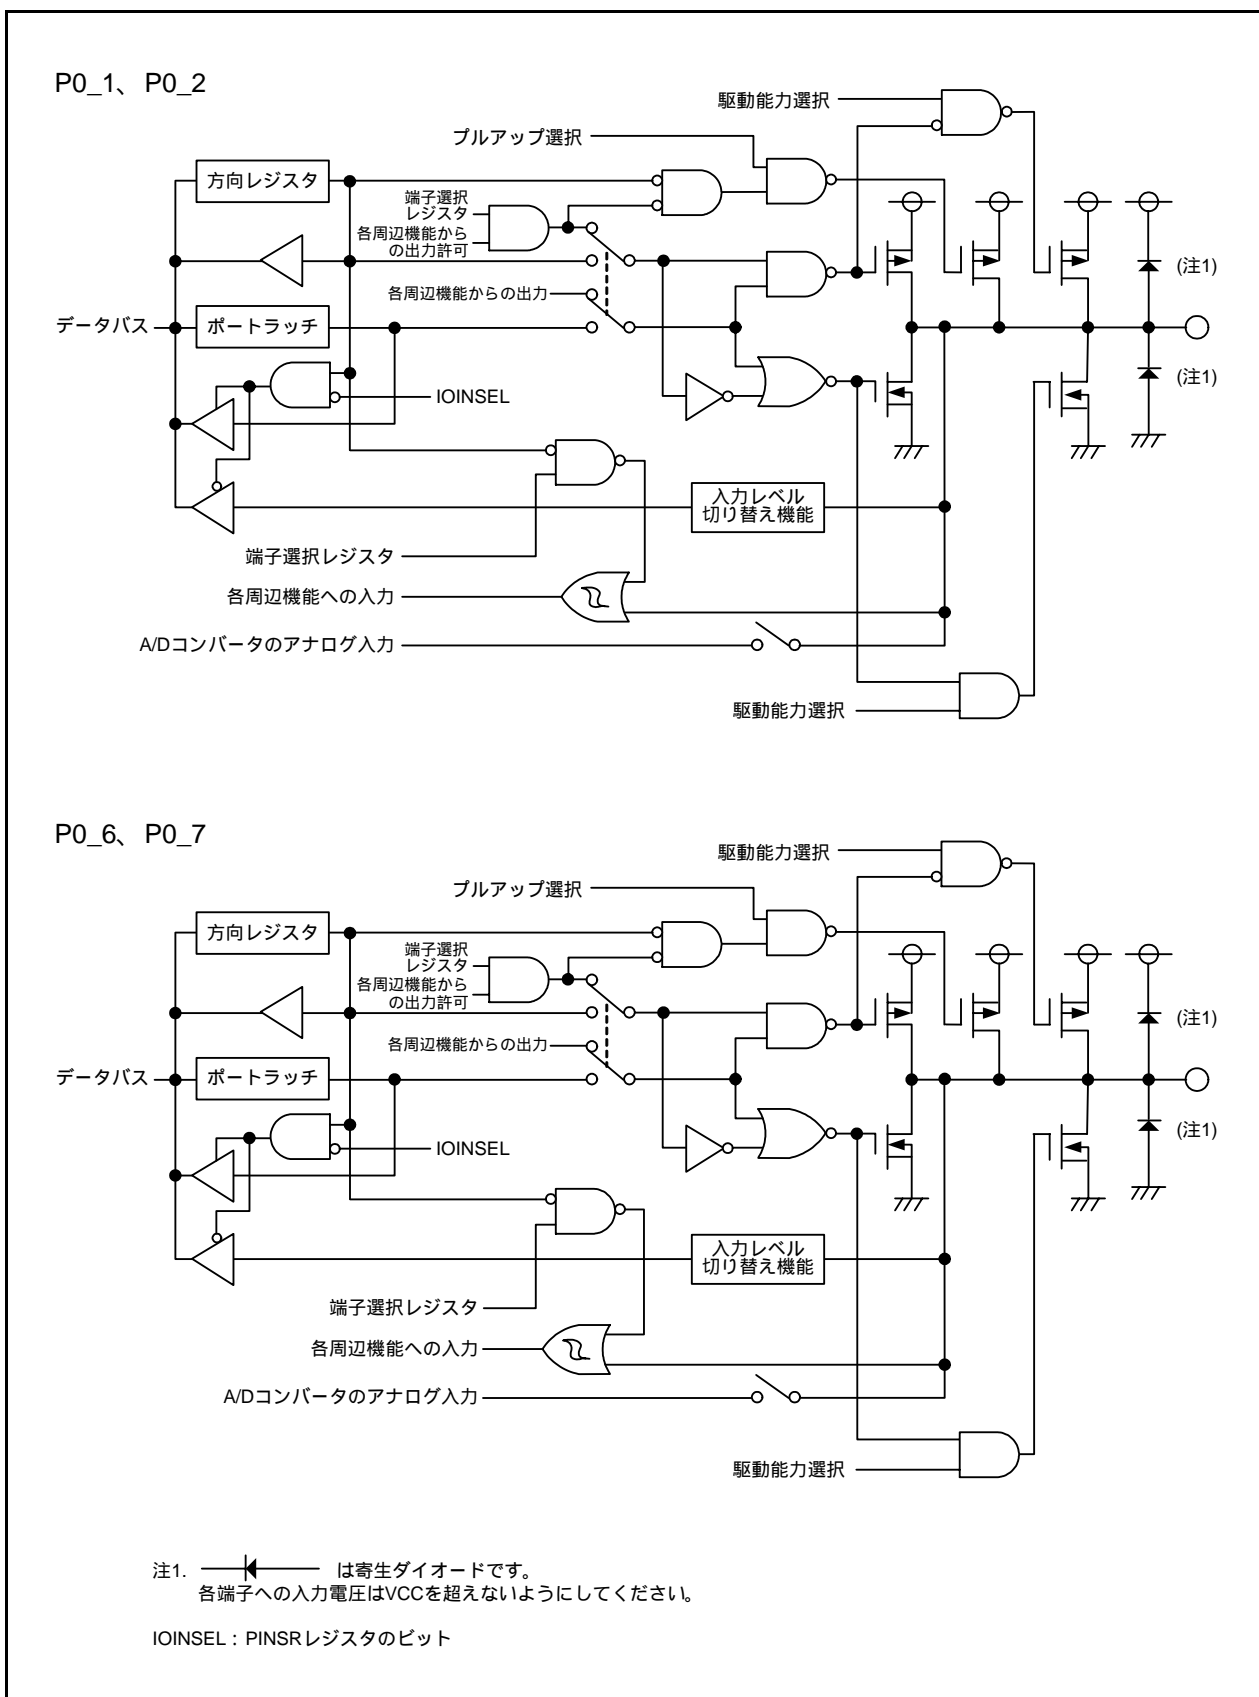 P0_1、P0_2
駆動能力選択
プルアップ選択
方向レジスタ
端子選択
レジスタ
各周辺機能から
の出力許可
(注1)
各周辺機能からの出力
データバス
ポートラッチ
(注1)
IOINSEL
入力レベル
切り替え機能
端子選択レジスタ
各周辺機能への入力
A/Dコンバータのアナログ入力
駆動能力選択
P0_6、P0_7
駆動能力選択
プルアップ選択
方向レジスタ
端子選択
レジスタ
各周辺機能から
の出力許可
(注1)
各周辺機能からの出力
データバス
ポートラッチ
(注1)
IOINSEL
入力レベル
切り替え機能
端子選択レジスタ
各周辺機能への入力
A/Dコンバータのアナログ入力
駆動能力選択
注1. は寄生ダイオードです。
各端子への入力電圧はVCCを超えないようにしてください。
IOINSEL：PINSRレジスタのビット